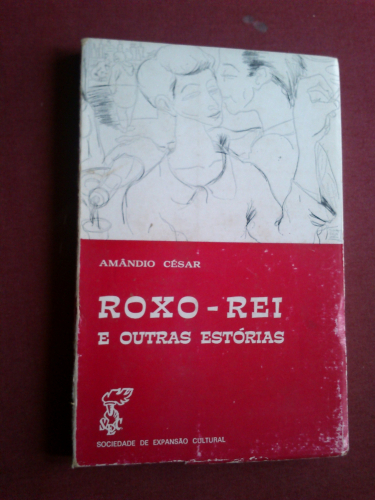 AMÂNDIO CÉSAR
ROXO - REI
E OUTRAS ESTÓRIAS
SOCIEDADE DE EXPANSÃO CULTURAL